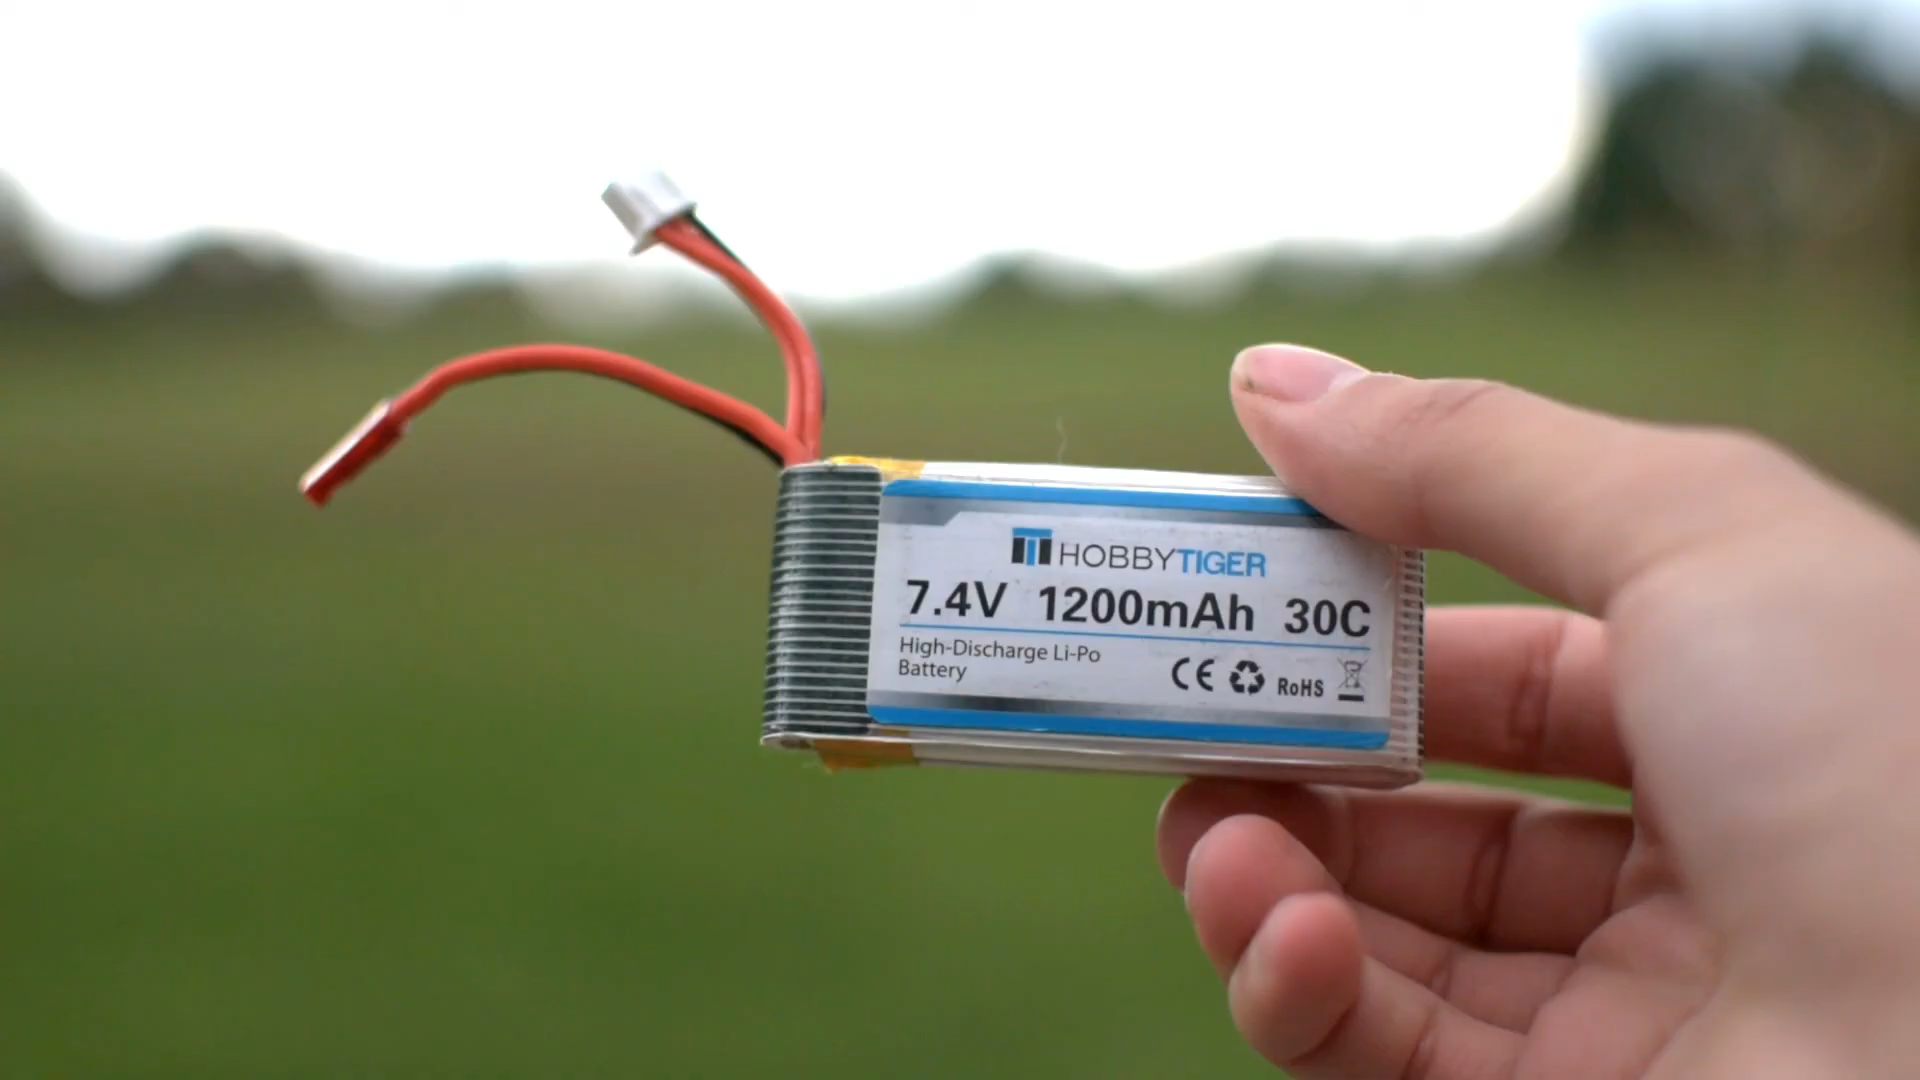 HOBBYTIGER
7.4V 1200mAh 30C
High-Discharge Li-Po
Battery
CE RoHS